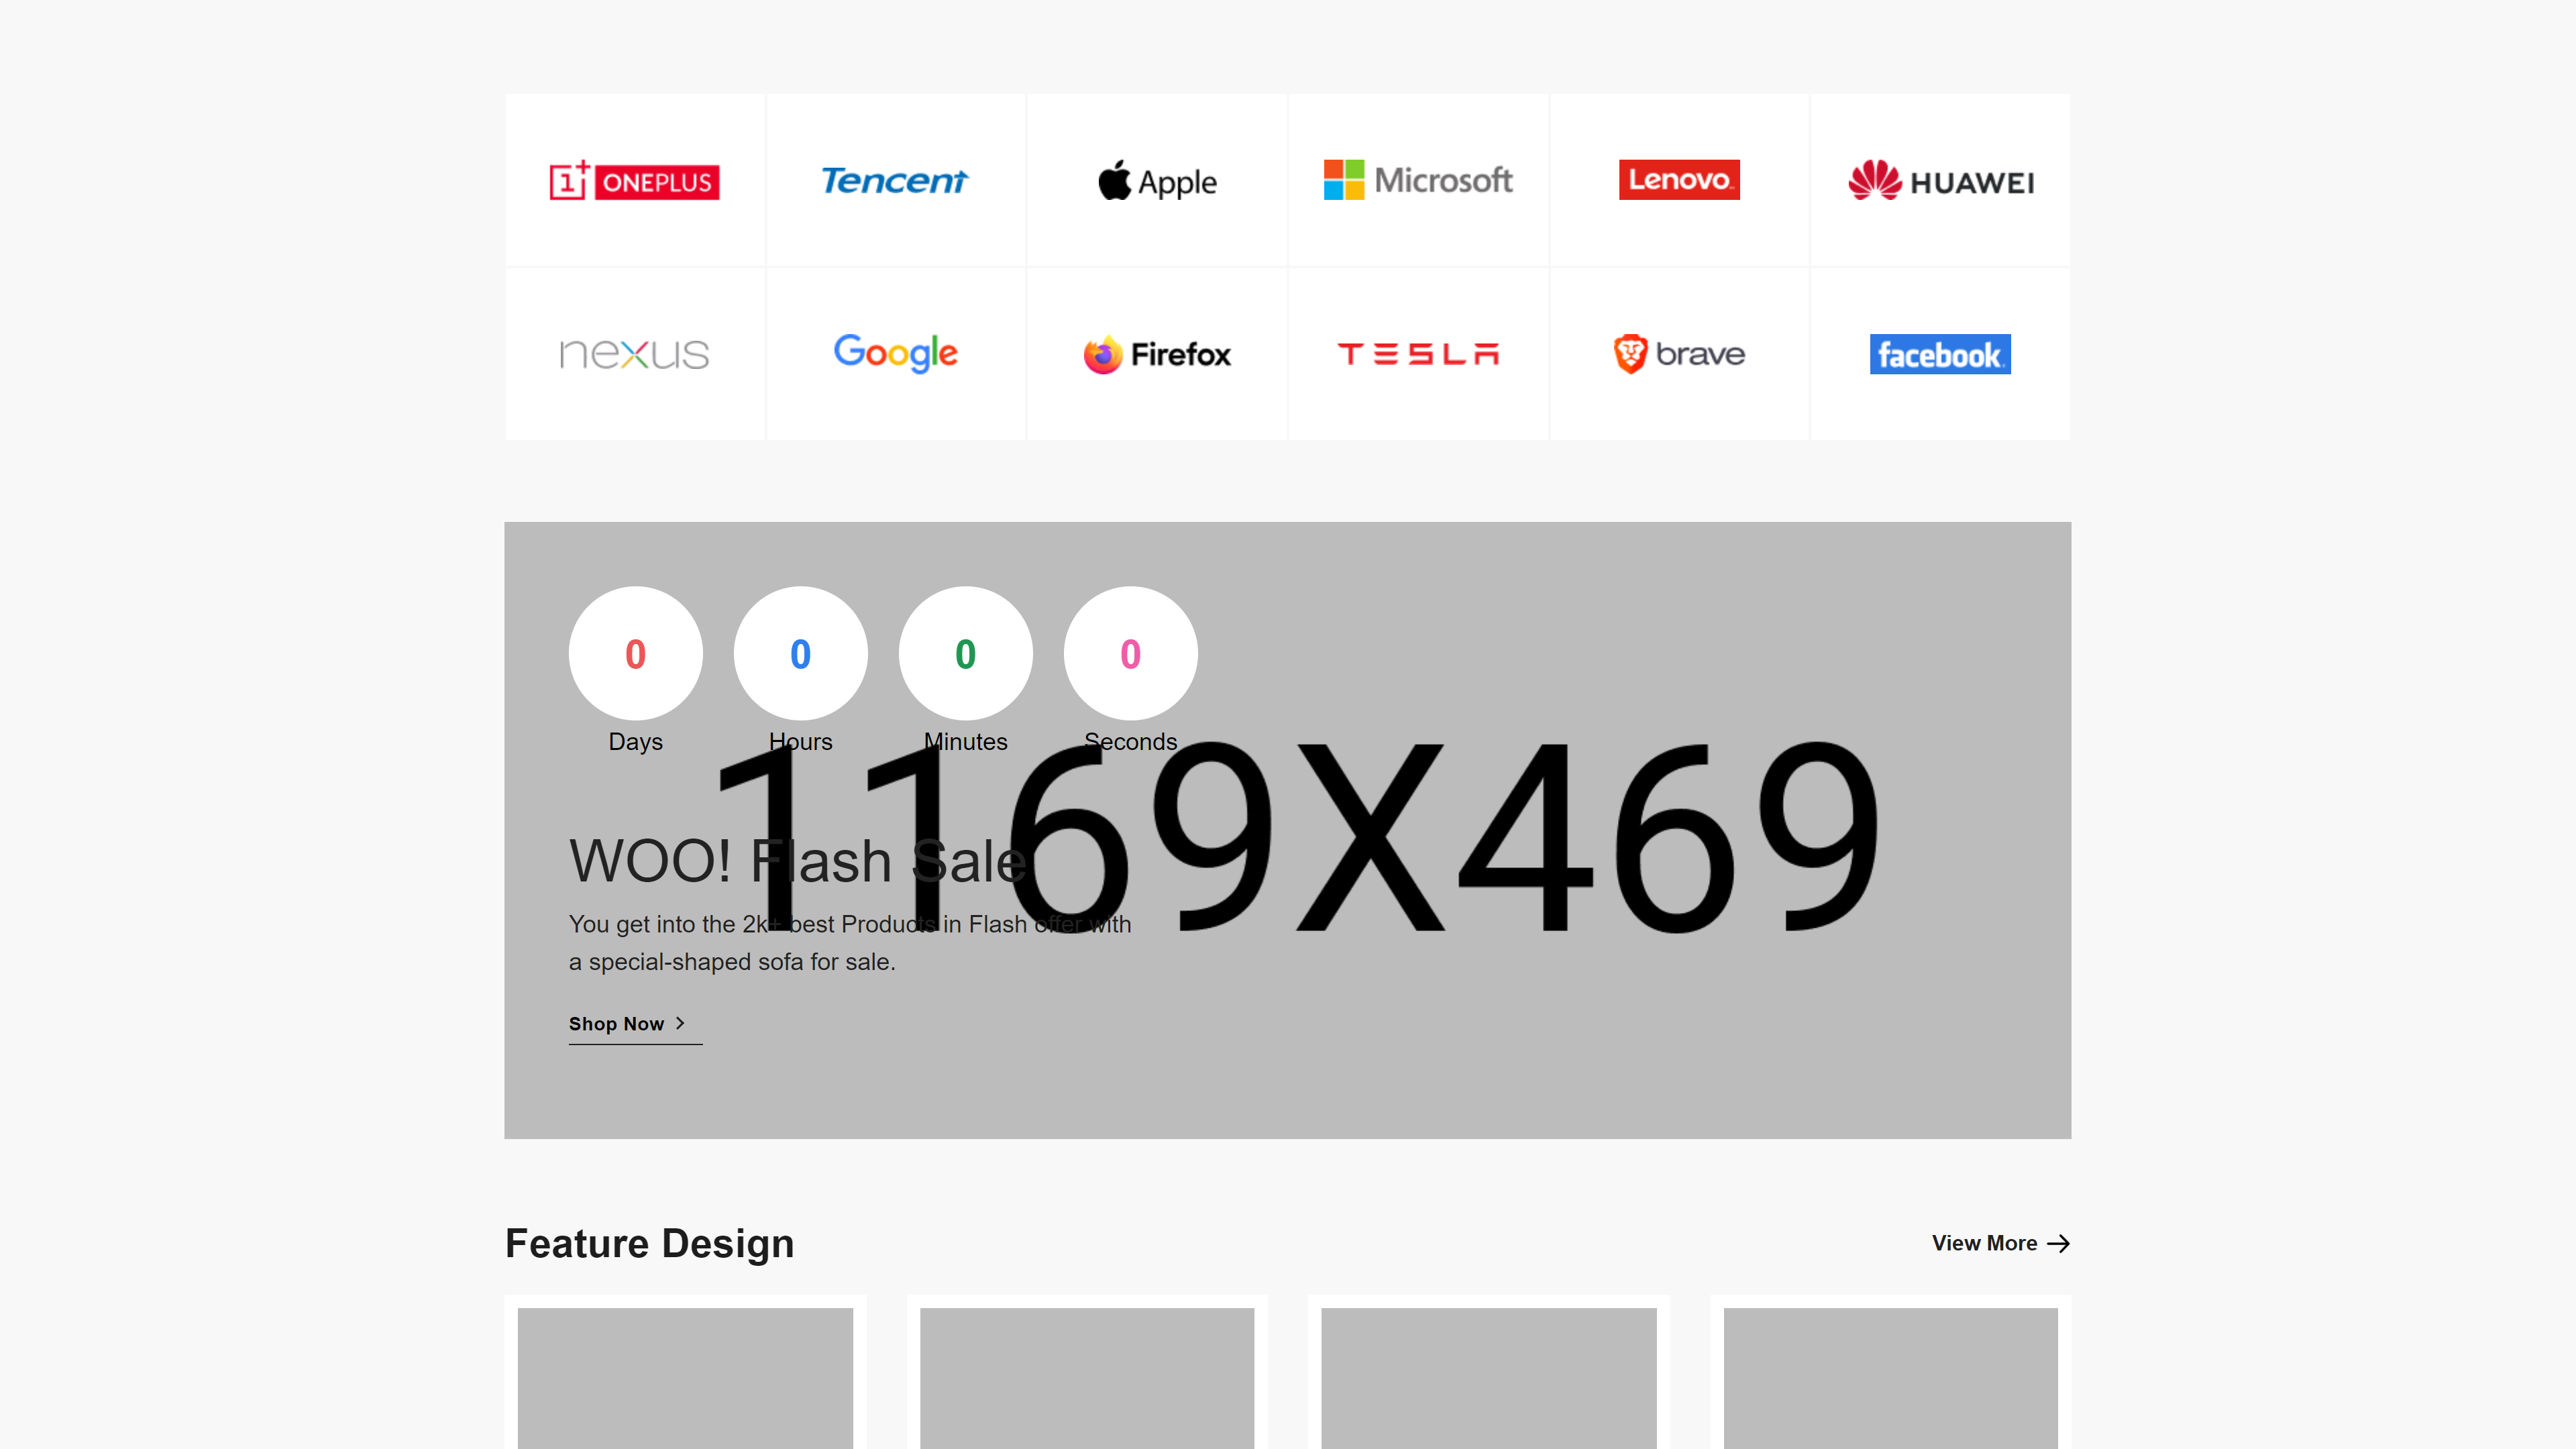 1+ ONEPLUS
Tencent
Apple
Microsoft
Lenovo
HUAWEI
nexus
Google
Firefox
TESLA
brave
facebook
0 0 0 0
Days Hours Minutes Seconds
1169X469
WOO! Flash Sale
You get into the 2k+ best Products in Flash offer with
a special-shaped sofa for sale.
Shop Now
Feature Design
View More